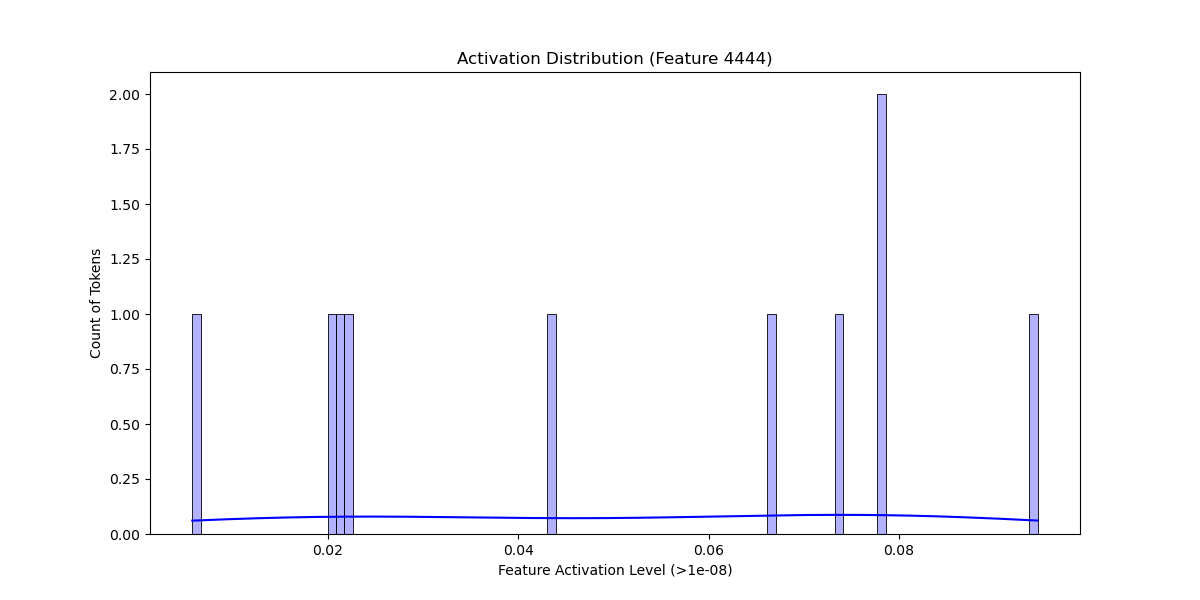 Activation Distribution (Feature 4444)
Count of Tokens
2.00
1.75
1.50
1.25
1.00
0.75
0.50
0.25
0.00
0.02 0.04 0.06 0.08
Feature Activation Level (>1e-08)